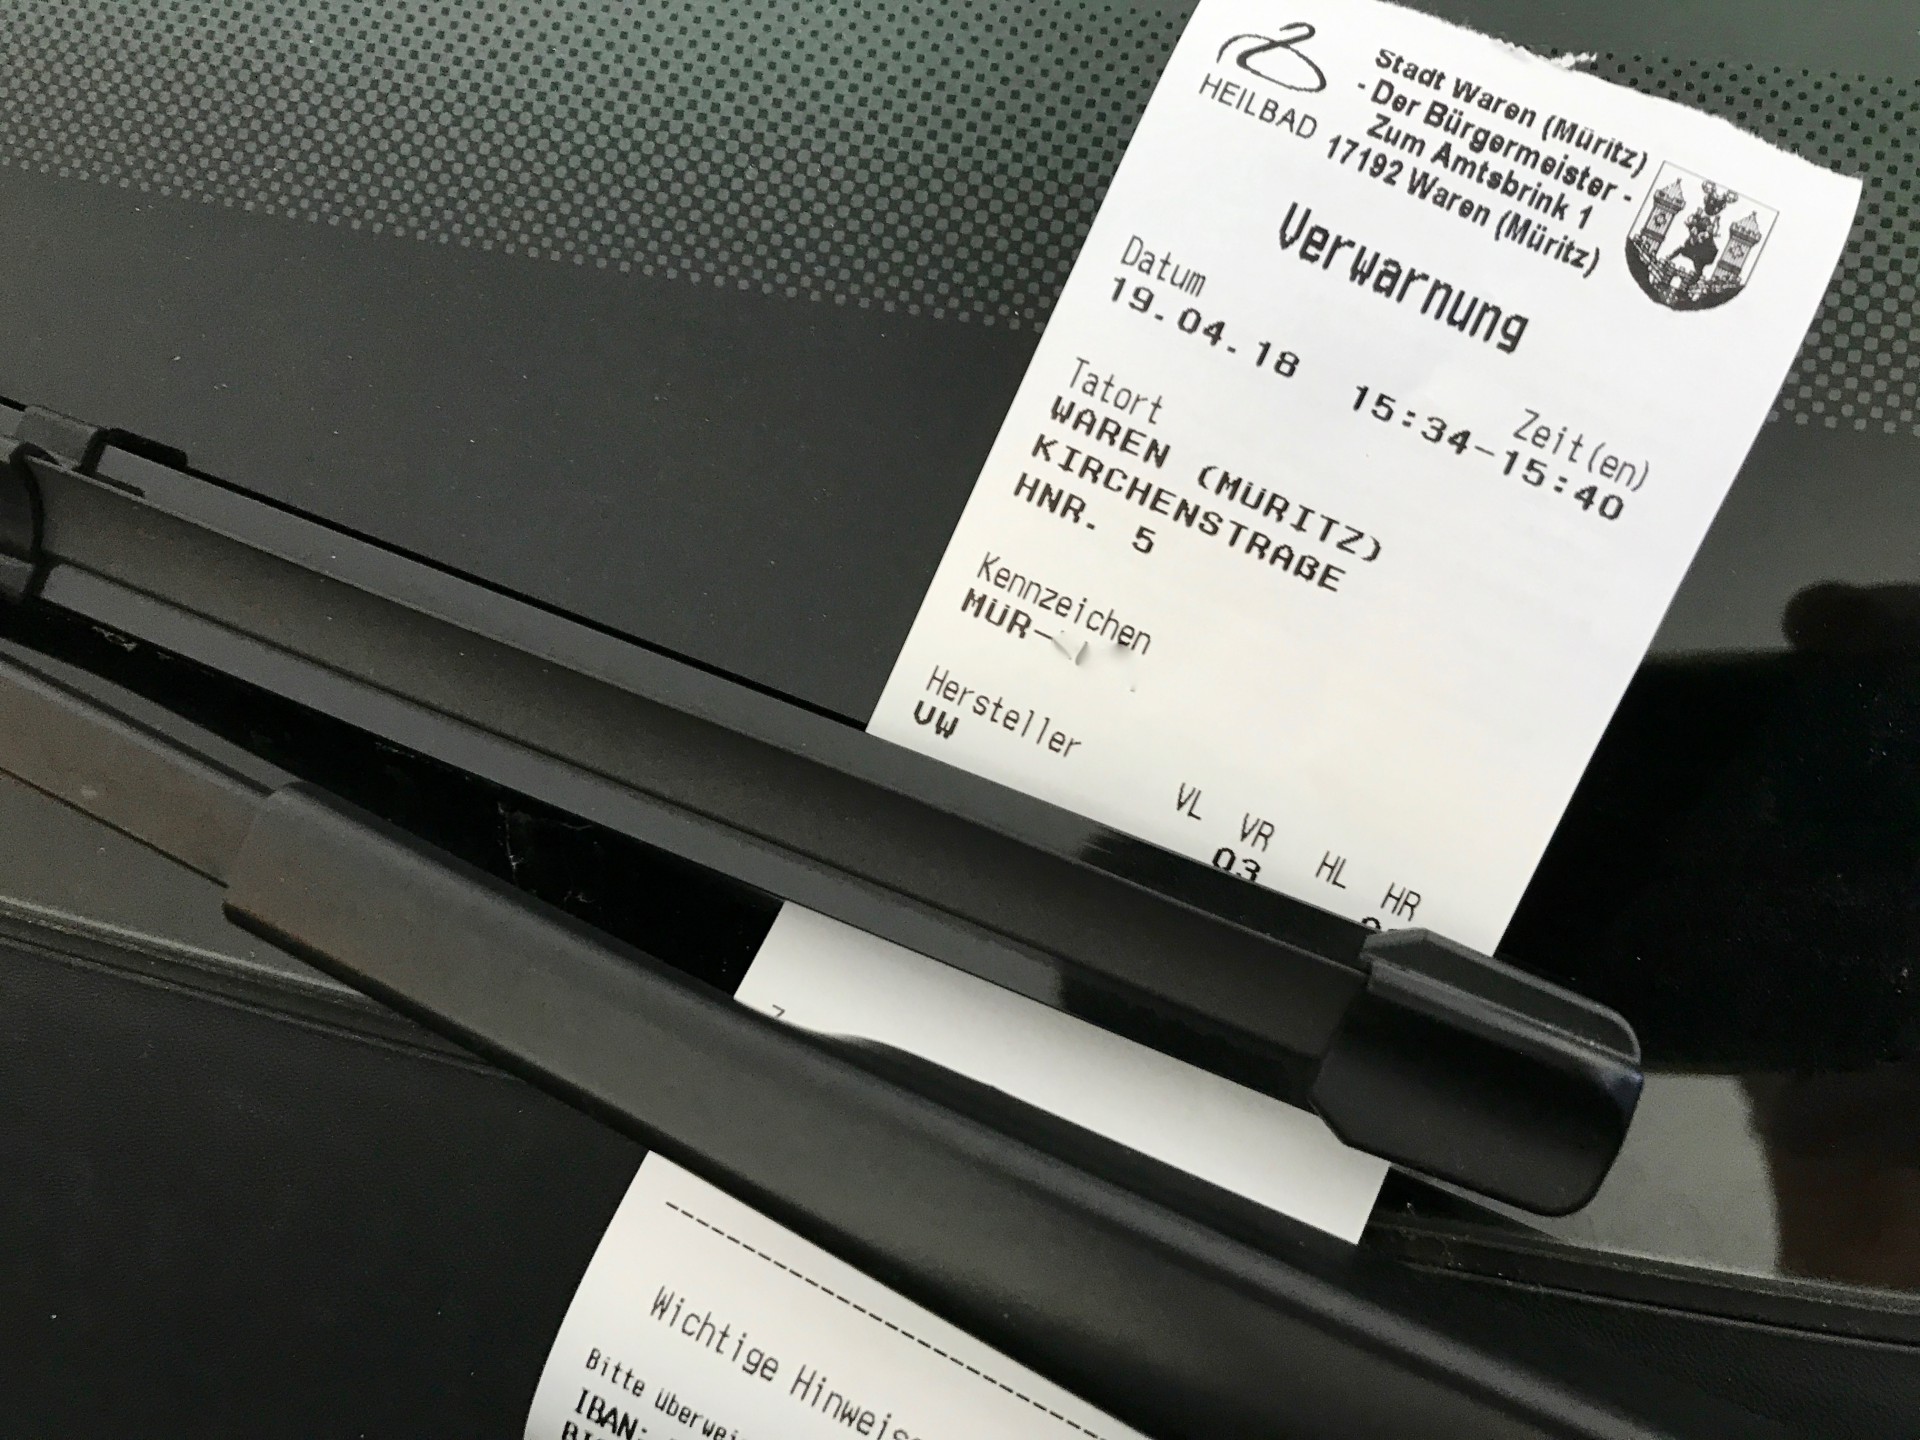 HEILBAD
Stadt Waren (Müritz)
- Der Bürgermeister -
Zum Amtsbrink 1
17192 Waren (Müritz)
Verwarnung
Datum Zeit(en)
19.04.18 15:34-15:40
Tatort
WAREN (MÜRITZ)
KIRCHENSTRAßE
HNR. 5
Kennzeichen
MÜR-
Hersteller
VW
VL VR HL HR
03
Wichtige
Bitte
IBAN: